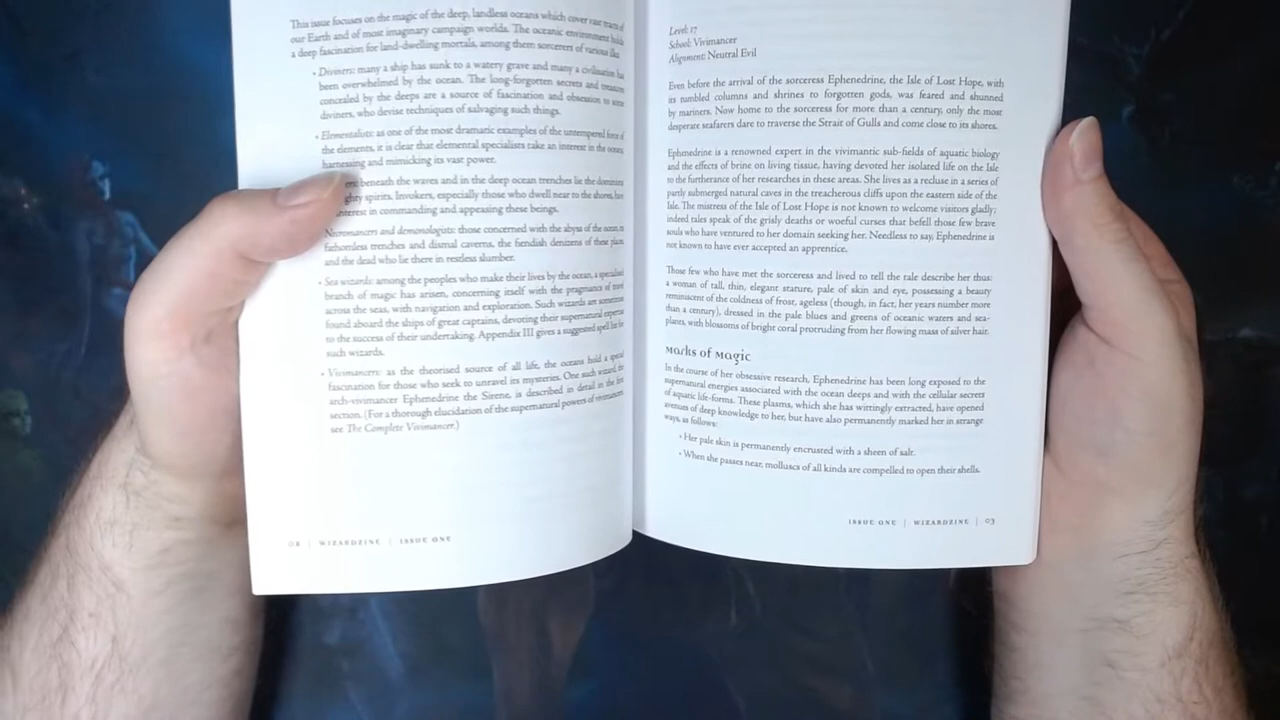 This issue focuses on the magic of the deep, landless oceans which cover vast tracts of
our Earth and of most imaginary campaign worlds. The oceanic environment holds
a deep fascination for land-dwelling mortals, among them sorcerers of various ilks.
• Diviners: many a ship has sunk to a watery grave and many a civilisation has
been overwhelmed by the ocean. The long-forgotten secrets and treasures
concealed by the deeps are a source of fascination and obsession to some
diviners, who devise techniques of salvaging such things.
• Elementalists: as one of the most dramatic examples of the untempered force of
the elements, it is clear that elemental specialists take an interest in the ocean,
harnessing and mimicking its vast power.
beneath the waves and in the deep ocean trenches lie the dominions
spirits. Invokers, especially those who dwell near to the shores,
interest in commanding and appeasing these beings.
Necromancers and demonologists: those concerned with the abyss of the ocean, its
fathomless trenches and dismal caverns, the fiendish denizens of these places
and the dead who lie there in restless slumber.
• Sea wizards: among the peoples who make their lives by the ocean, a specialised
branch of magic has arisen, concerning itself with the pragmatics of travel
across the seas, with navigation and exploration. Such wizards are sometimes
found aboard the ships of great captains, devoting their supernatural expertise
to the success of their undertaking. Appendix III gives a suggested spell list for
such wizards.
• Vivimancers: as the theorised source of all life, the oceans hold a special
fascination for those who seek to unravel its mysteries. One such wizard, the
arch-vivimancer Ephemedrine the Sirene, is described in detail in the first
section. (For a thorough elucidation of the supernatural powers of vivimancers
see The Complete Vivimancer.)
02 | WIZARDZINE | ISSUE ONE
Level: 17
School: Vivimancer
Alignment: Neutral Evil
Even before the arrival of the sorceress Ephenedrine, the Isle of Lost Hope, with
its tumbled columns and shrines to forgotten gods, was feared and shunned
by mariners. Now home to the sorceress for more than a century, only the most
desperate seafarers dare to traverse the Strait of Gulls and come close to its shores.
Ephenedrine is a renowned expert in the vivimantic sub-fields of aquatic biology
and the effects of brine on living tissue, having devoted her isolated life on the Isle
to the furtherance of her researches in these areas. She lives as a recluse in a series of
partly submerged natural caves in the treacherous cliffs upon the eastern side of the
Isle. The mistress of the Isle of Lost Hope is not known to welcome visitors gladly;
indeed tales speak of the grisly deaths or woeful curses that befell those few brave
souls who have ventured to her domain seeking her. Needless to say, Ephenedrine is
not known to have ever accepted an apprentice.
Those few who have met the sorceress and lived to tell the tale describe her thus:
a woman of tall, thin, elegant stature, pale of skin and eye, possessing a beauty
reminiscent of the coldness of frost, ageless (though, in fact, her years number more
than a century), dressed in the pale blues and greens of oceanic waters and sea-
plants, with blossoms of bright coral protruding from her flowing mass of silver hair.
Marks of Magic
In the course of her obsessive research, Ephenedrine has been long exposed to the
supernatural energies associated with the ocean deeps and with the cellular secrets
of aquatic life-forms. These plasms, which she has wittingly extracted, have opened
avenues of deep knowledge to her, but have also permanently marked her in strange
ways, as follows:
• Her pale skin is permanently encrusted with a sheen of salt.
• When she passes near, molluscs of all kinds are compelled to open their shells.
ISSUE ONE | WIZARDZINE | 03